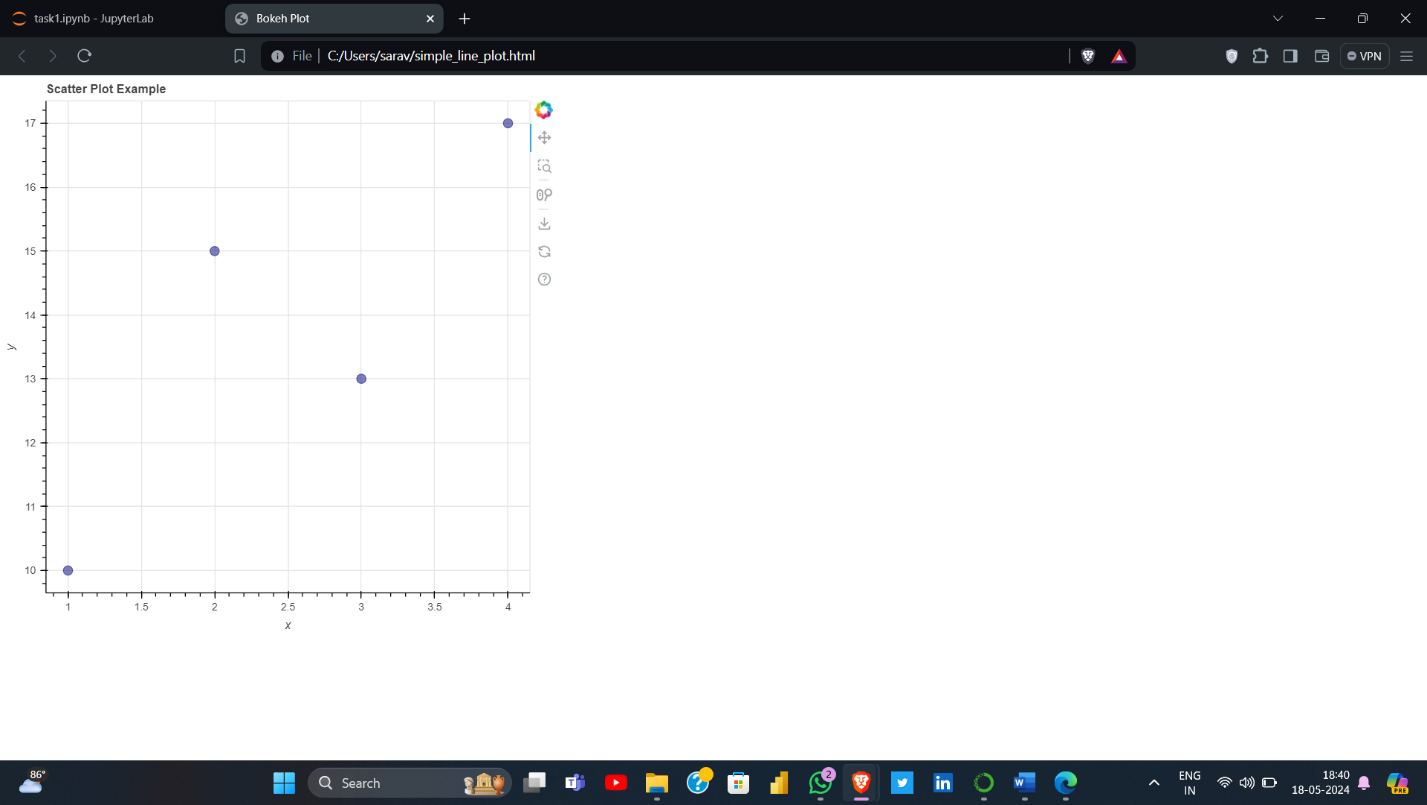 task1.ipynb - JupyterLab
Bokeh Plot
File
C:/Users/sarav/simple_line_plot.html
VPN
Scatter Plot Example
17
16
15
14
13
12
11
10
y
1 1.5 2 2.5 3 3.5 4
x
86°
Search
2
ENG
IN
18:40
18-05-2024
PRE